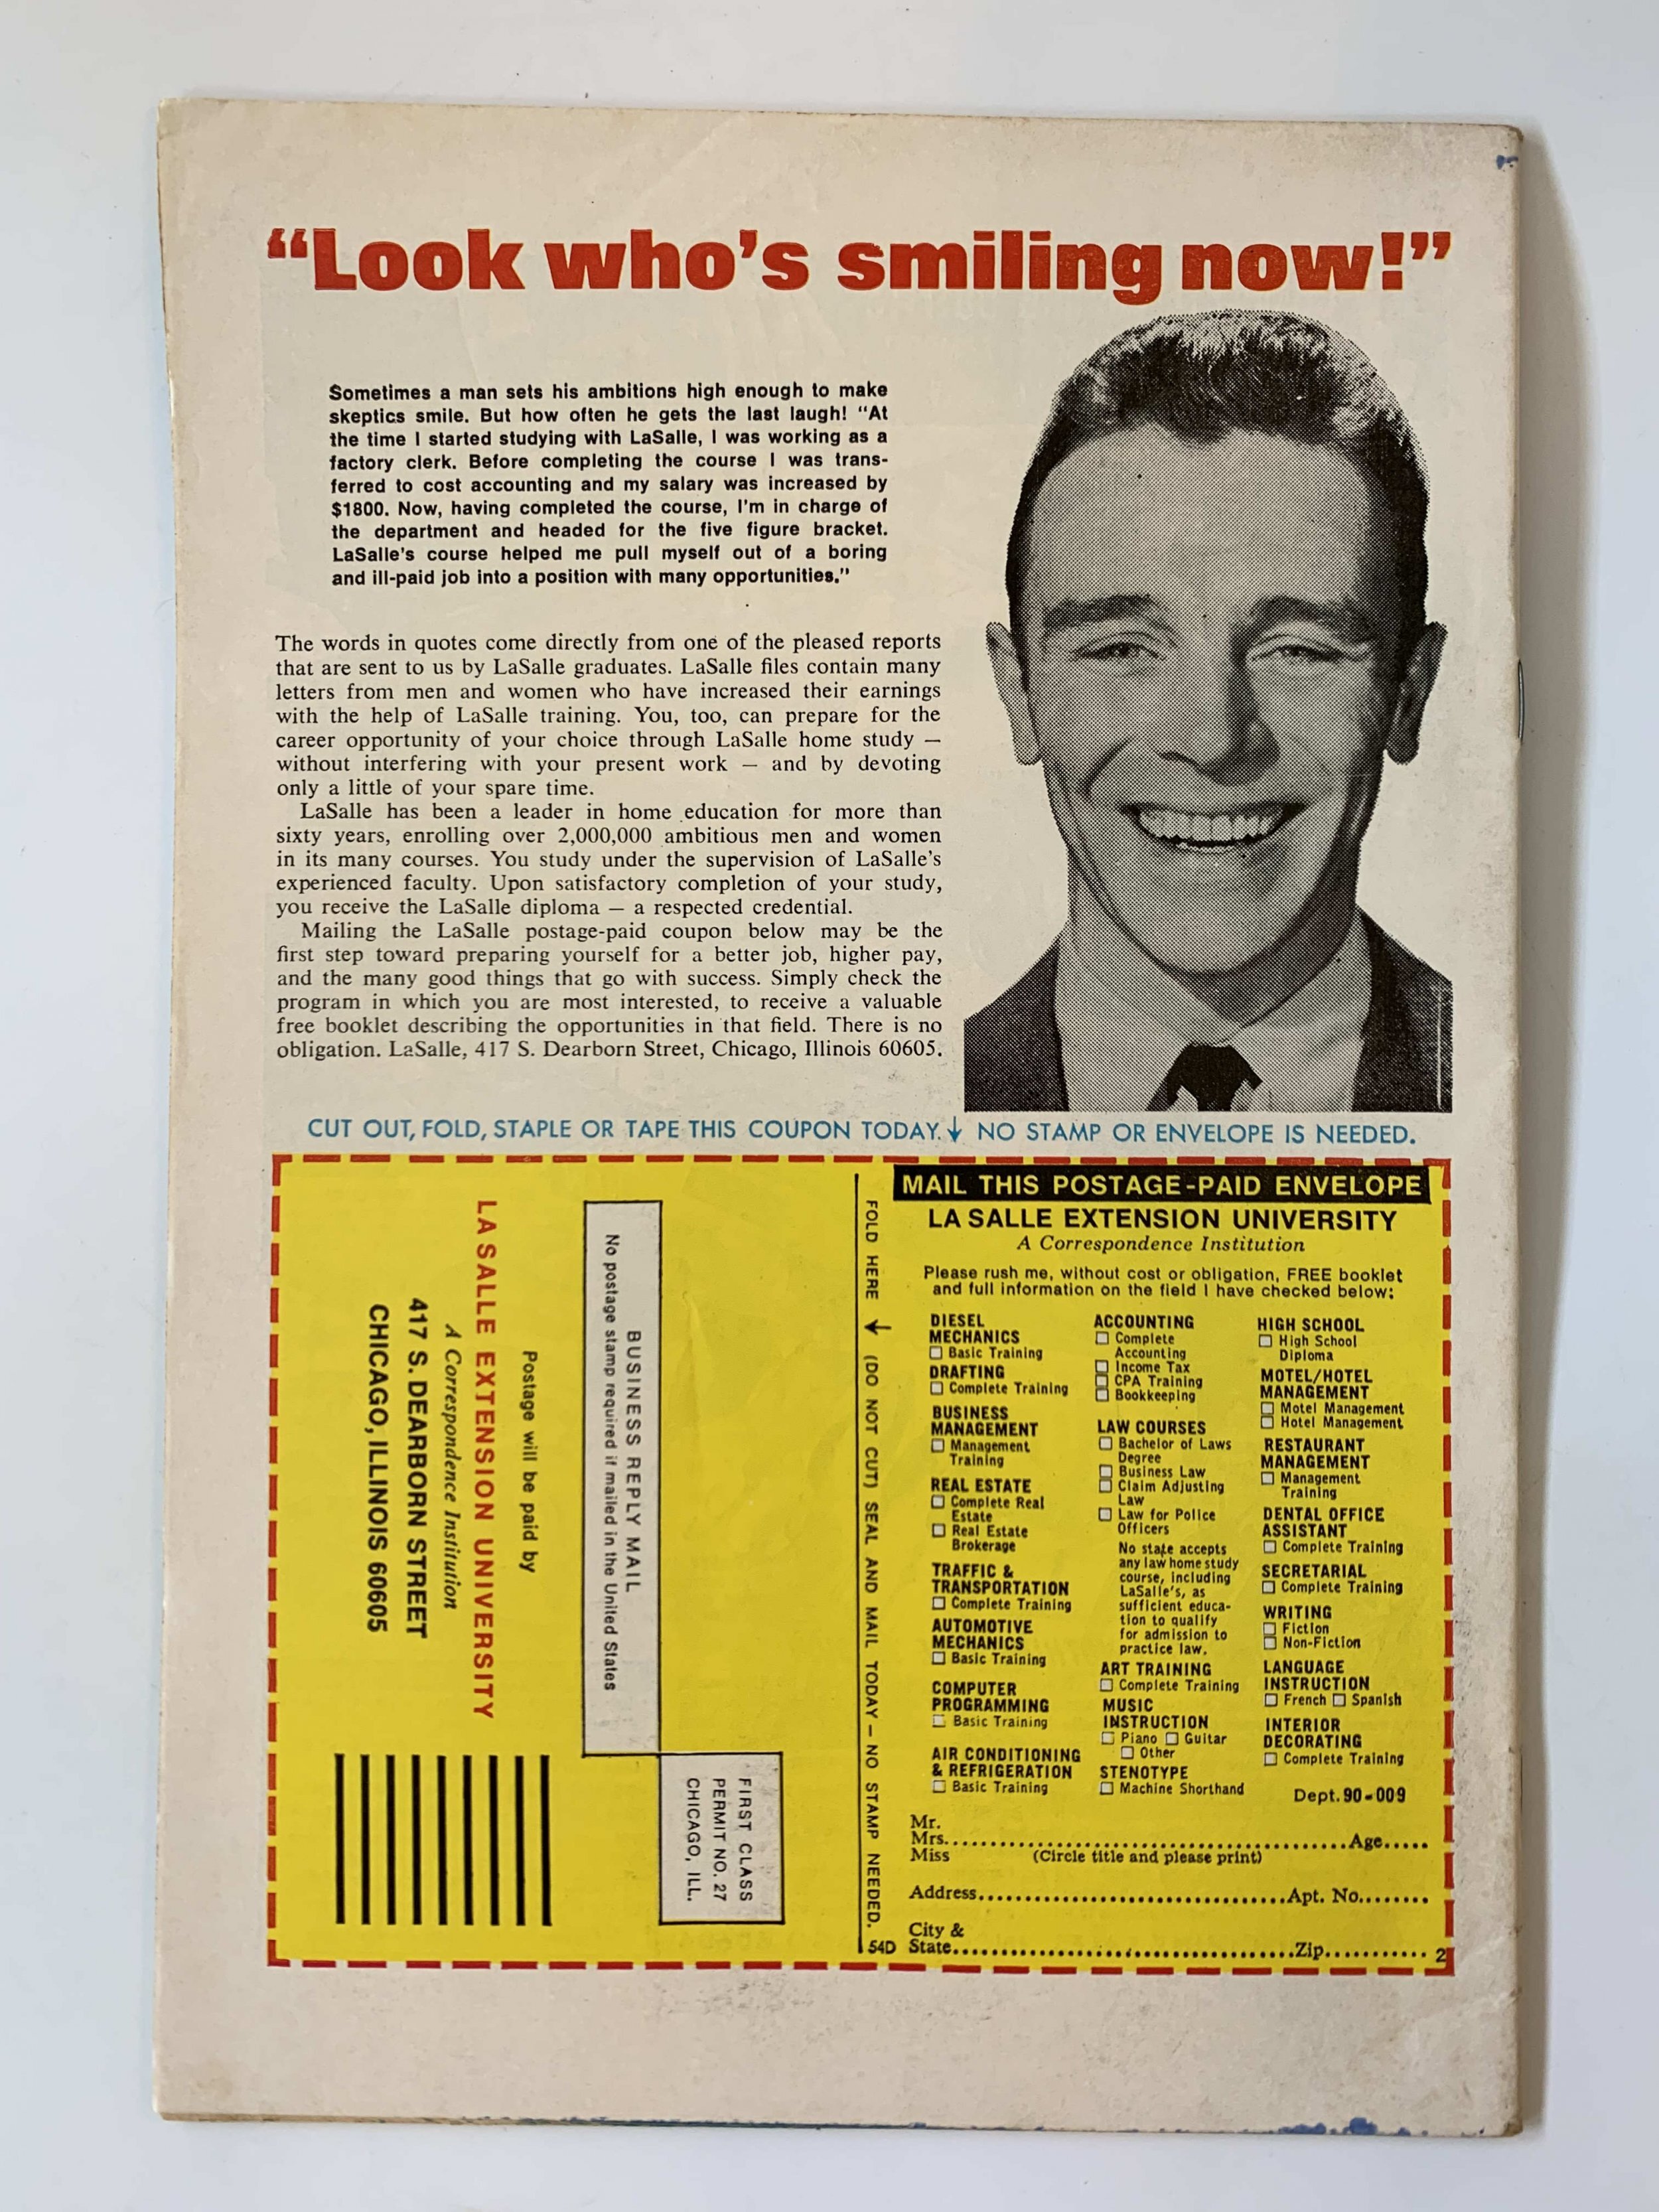 “Look who’s smiling now!”
Sometimes a man sets his ambitions high enough to make
skeptics smile. But how often he gets the last laugh! “At
the time I started studying with LaSalle, I was working as a
factory clerk. Before completing the course I was trans-
ferred to cost accounting and my salary was increased by
$1800. Now, having completed the course, I’m in charge of
the department and headed for the five figure bracket.
LaSalle’s course helped me pull myself out of a boring
and ill-paid job into a position with many opportunities.”
The words in quotes come directly from one of the pleased reports
that are sent to us by LaSalle graduates. LaSalle files contain many
letters from men and women who have increased their earnings
with the help of LaSalle training. You, too, can prepare for the
career opportunity of your choice through LaSalle home study —
without interfering with your present work — and by devoting
only a little of your spare time.
LaSalle has been a leader in home education for more than
sixty years, enrolling over 2,000,000 ambitious men and women
in its many courses. You study under the supervision of LaSalle’s
experienced faculty. Upon satisfactory completion of your study,
you receive the LaSalle diploma — a respected credential.
Mailing the LaSalle postage-paid coupon below may be the
first step toward preparing yourself for a better job, higher pay,
and the many good things that go with success. Simply check the
program in which you are most interested, to receive a valuable
free booklet describing the opportunities in that field. There is no
obligation. LaSalle, 417 S. Dearborn Street, Chicago, Illinois 60605.
CUT OUT, FOLD, STAPLE OR TAPE THIS COUPON TODAY.↓ NO STAMP OR ENVELOPE IS NEEDED.
FIRST CLASS
PERMIT NO. 27
CHICAGO, ILL.
BUSINESS REPLY MAIL
No postage stamp required if mailed in the United States
Postage will be paid by
LA SALLE EXTENSION UNIVERSITY
A Correspondence Institution
417 S. DEARBORN STREET
CHICAGO, ILLINOIS 60605
FOLD HERE → (DO NOT CUT) SEAL AND MAIL TODAY — NO STAMP NEEDED.
54D
MAIL THIS POSTAGE-PAID ENVELOPE
LA SALLE EXTENSION UNIVERSITY
A Correspondence Institution
Please rush me, without cost or obligation, FREE booklet
and full information on the field I have checked below:
DIESEL
MECHANICS
☐ Basic Training
DRAFTING
☐ Complete Training
BUSINESS
MANAGEMENT
☐ Management
Training
REAL ESTATE
☐ Complete Real
Estate
☐ Real Estate
Brokerage
TRAFFIC &
TRANSPORTATION
☐ Complete Training
AUTOMOTIVE
MECHANICS
☐ Basic Training
COMPUTER
PROGRAMMING
☐ Basic Training
AIR CONDITIONING
& REFRIGERATION
☐ Basic Training
ACCOUNTING
☐ Complete
Accounting
☐ Income Tax
☐ CPA Training
☐ Bookkeeping
LAW COURSES
☐ Bachelor of Laws
Degree
☐ Business Law
☐ Claim Adjusting
Law
☐ Law for Police
Officers
No state accepts
any law home study
course, including
LaSalle’s, as
sufficient educa-
tion to qualify
for admission to
practice law.
ART TRAINING
☐ Complete Training
MUSIC
INSTRUCTION
☐ Piano ☐ Guitar
☐ Other
STENOTYPE
☐ Machine Shorthand
HIGH SCHOOL
☐ High School
Diploma
MOTEL/HOTEL
MANAGEMENT
☐ Motel Management
☐ Hotel Management
RESTAURANT
MANAGEMENT
☐ Management
Training
DENTAL OFFICE
ASSISTANT
☐ Complete Training
SECRETARIAL
☐ Complete Training
WRITING
☐ Fiction
☐ Non-Fiction
LANGUAGE
INSTRUCTION
☐ French ☐ Spanish
INTERIOR
DECORATING
☐ Complete Training
Dept. 90-009
Mr.
Mrs. Age
Miss (Circle title and please print)
Address Apt. No.
City &
State Zip 2